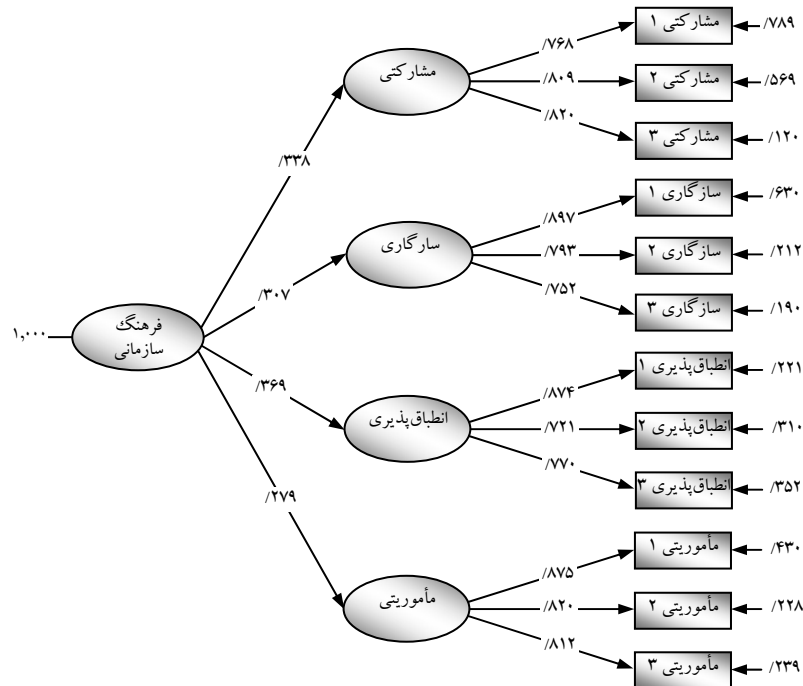 مشارکتی ۱
/۷۸۹
/۷۶۸
مشارکتی
/۸۰۹
مشارکتی ۲
/۵۶۹
/۸۲۰
مشارکتی ۳
/۱۲۰
/۳۳۸
سازگاری ۱
/۶۳۰
/۸۹۷
سارگاری
/۷۹۳
سازگاری ۲
/۲۱۲
/۷۵۲
سازگاری ۳
/۱۹۰
/۳۰۷
۱,۰۰۰
فرهنگ
سازمانی
انطباق‌پذیری ۱
/۲۲۱
/۸۷۴
/۳۶۹
انطباق‌پذیری
/۷۲۱
انطباق‌پذیری ۲
/۳۱۰
/۷۷۰
انطباق‌پذیری ۳
/۳۵۲
/۲۷۹
مأموریتی ۱
/۴۳۰
/۸۷۵
مأموریتی
/۸۲۰
مأموریتی ۲
/۲۲۸
/۸۱۲
مأموریتی ۳
/۲۳۹